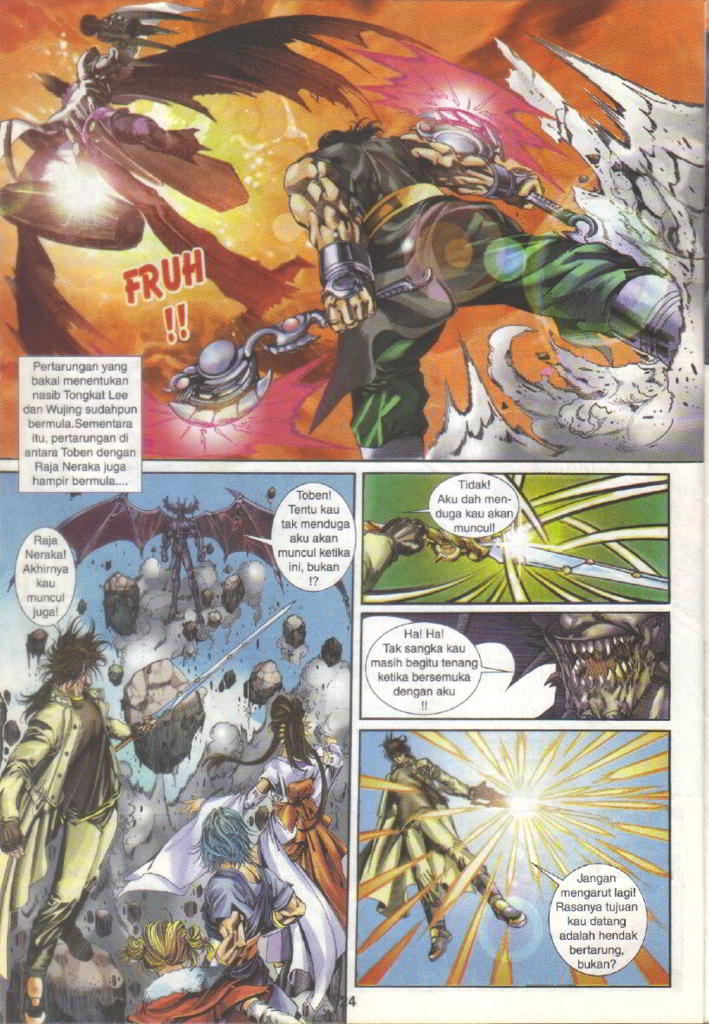 FRUH
!!
Pertarungan yang
bakal menentukan
nasib Tongkat Lee
dan Wujing sudahpun
bermula.Sementara
itu, pertarungan di
antara Toben dengan
Raja Neraka juga
hampir bermula....
Raja
Neraka!
Akhirnya
kau
muncul
juga!
Toben!
Tentu kau
tak menduga
aku akan
muncul ketika
ini, bukan
!?
Tidak!
Aku dah men-
duga kau akan
muncul!
Ha! Ha!
Tak sangka kau
masih begitu tenang
ketika bersemuka
dengan aku
!!
Jangan
mengarut lagi!
Rasanya tujuan
kau datang
adalah hendak
bertarung,
bukan?
24